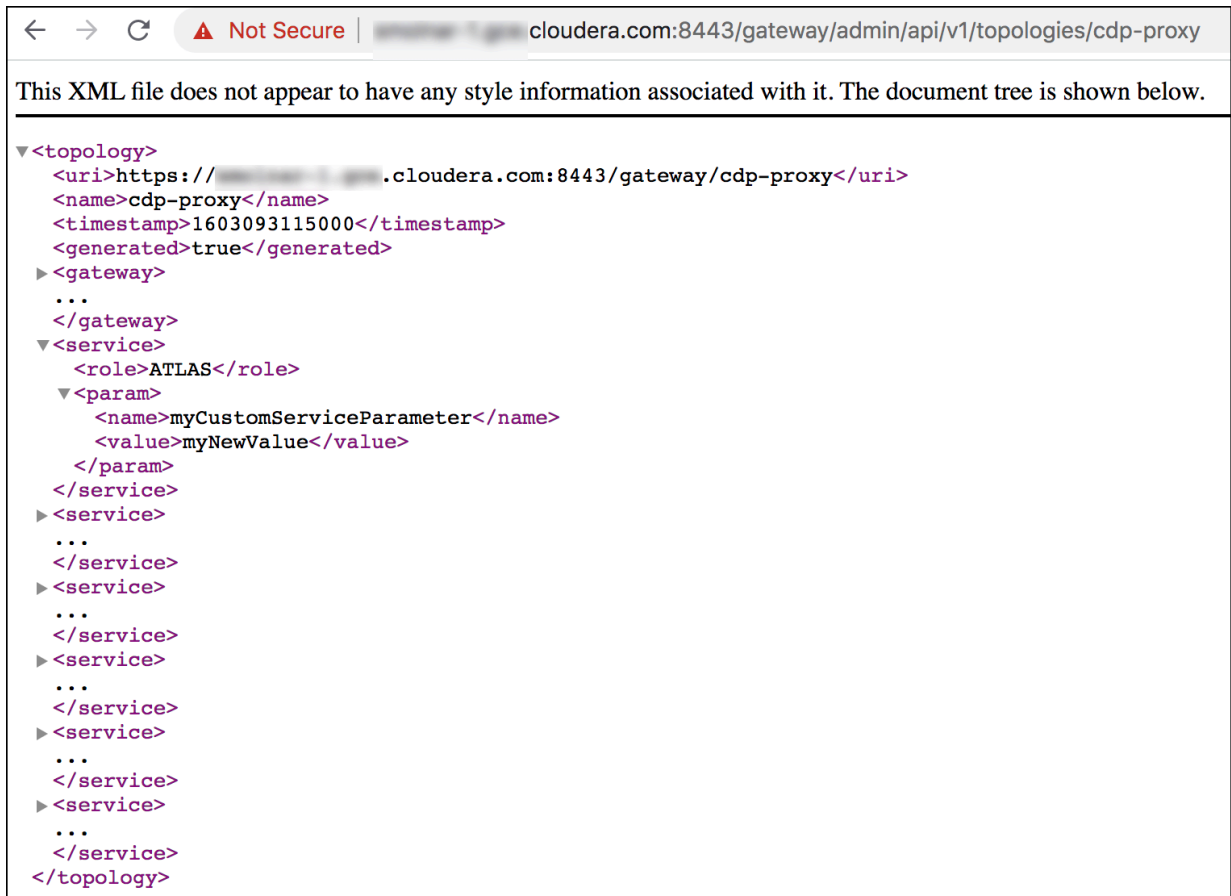 Not Secure | cloudera.com:8443/gateway/admin/api/v1/topologies/cdp-proxy
This XML file does not appear to have any style information associated with it. The document tree is shown below.
<topology>
<uri>https:// .cloudera.com:8443/gateway/cdp-proxy</uri>
<name>cdp-proxy</name>
<timestamp>1603093115000</timestamp>
<generated>true</generated>
<gateway>
...
</gateway>
<service>
<role>ATLAS</role>
<param>
<name>myCustomServiceParameter</name>
<value>myNewValue</value>
</param>
</service>
<service>
...
</service>
<service>
...
</service>
<service>
...
</service>
<service>
...
</service>
<service>
...
</service>
</topology>